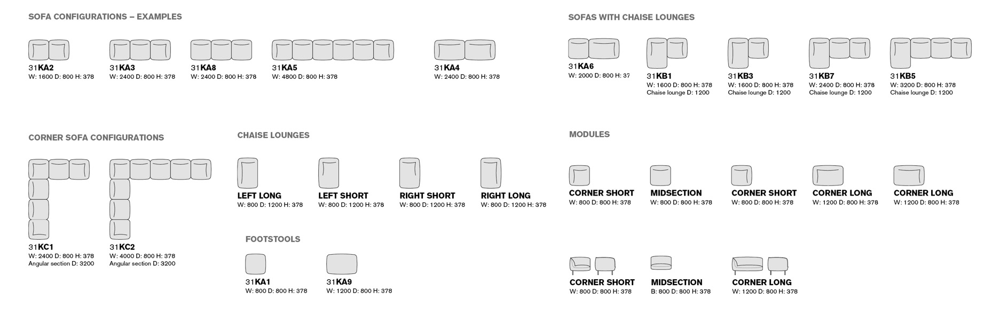 SOFA CONFIGURATIONS – EXAMPLES
31KA2
W: 1600 D: 800 H: 378
31KA3
W: 2400 D: 800 H: 378
31KA8
W: 2400 D: 800 H: 378
31KA5
W: 4800 D: 800 H: 378
31KA4
W: 2400 D: 800 H: 378
SOFAS WITH CHAISE LOUNGES
31KA6
W: 2000 D: 800 H: 37
31KB1
W: 1600 D: 800 H: 378
Chaise lounge D: 1200
31KB3
W: 1600 D: 800 H: 378
Chaise lounge D: 1200
31KB7
W: 2400 D: 800 H: 378
Chaise lounge D: 1200
31KB5
W: 3200 D: 800 H: 378
Chaise lounge D: 1200
CORNER SOFA CONFIGURATIONS
31KC1
W: 2400 D: 800 H: 378
Angular section D: 3200
31KC2
W: 4000 D: 800 H: 378
Angular section D: 3200
CHAISE LOUNGES
LEFT LONG
W: 800 D: 1200 H: 378
LEFT SHORT
W: 800 D: 1200 H: 378
RIGHT SHORT
W: 800 D: 1200 H: 378
RIGHT LONG
W: 800 D: 1200 H: 378
FOOTSTOOLS
31KA1
W: 800 D: 800 H: 378
31KA9
W: 1200 D: 800 H: 378
MODULES
CORNER SHORT
W: 800 D: 800 H: 378
MIDSECTION
W: 800 D: 800 H: 378
CORNER SHORT
W: 800 D: 800 H: 378
CORNER LONG
W: 1200 D: 800 H: 378
CORNER LONG
W: 1200 D: 800 H: 378
CORNER SHORT
W: 800 D: 800 H: 378
MIDSECTION
B: 800 D: 800 H: 378
CORNER LONG
W: 1200 D: 800 H: 378